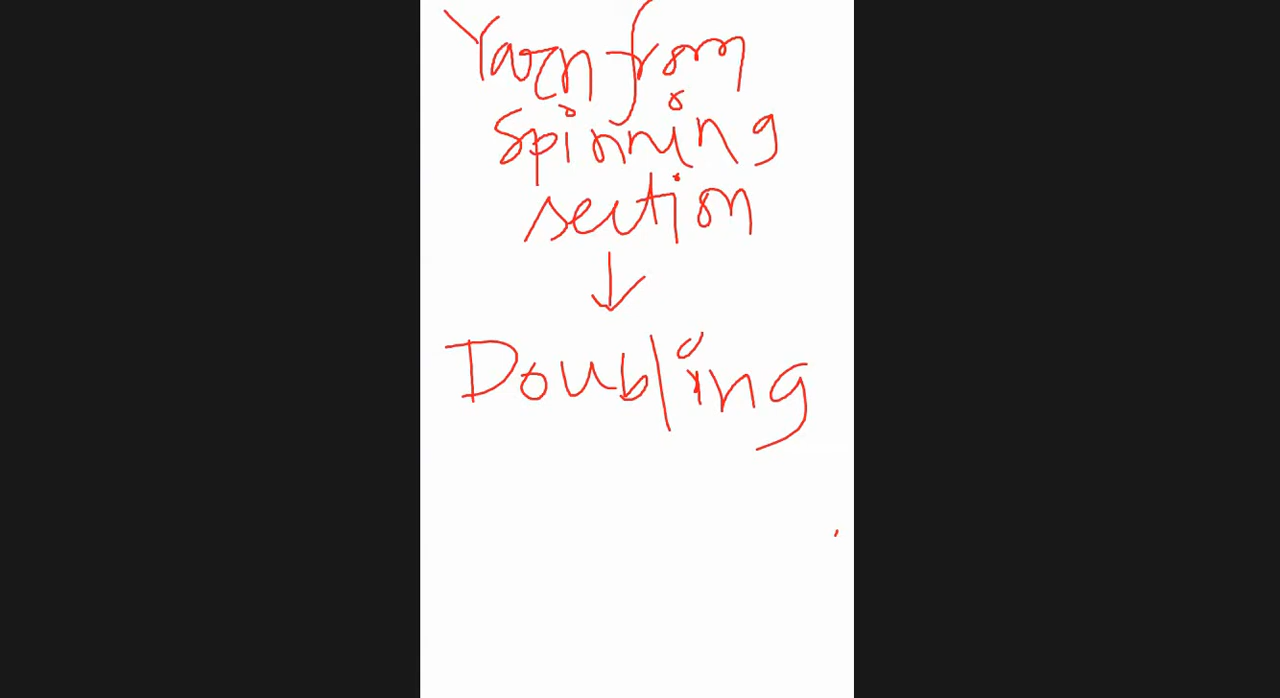 Yarn from
spinning
section
↓
Doubling